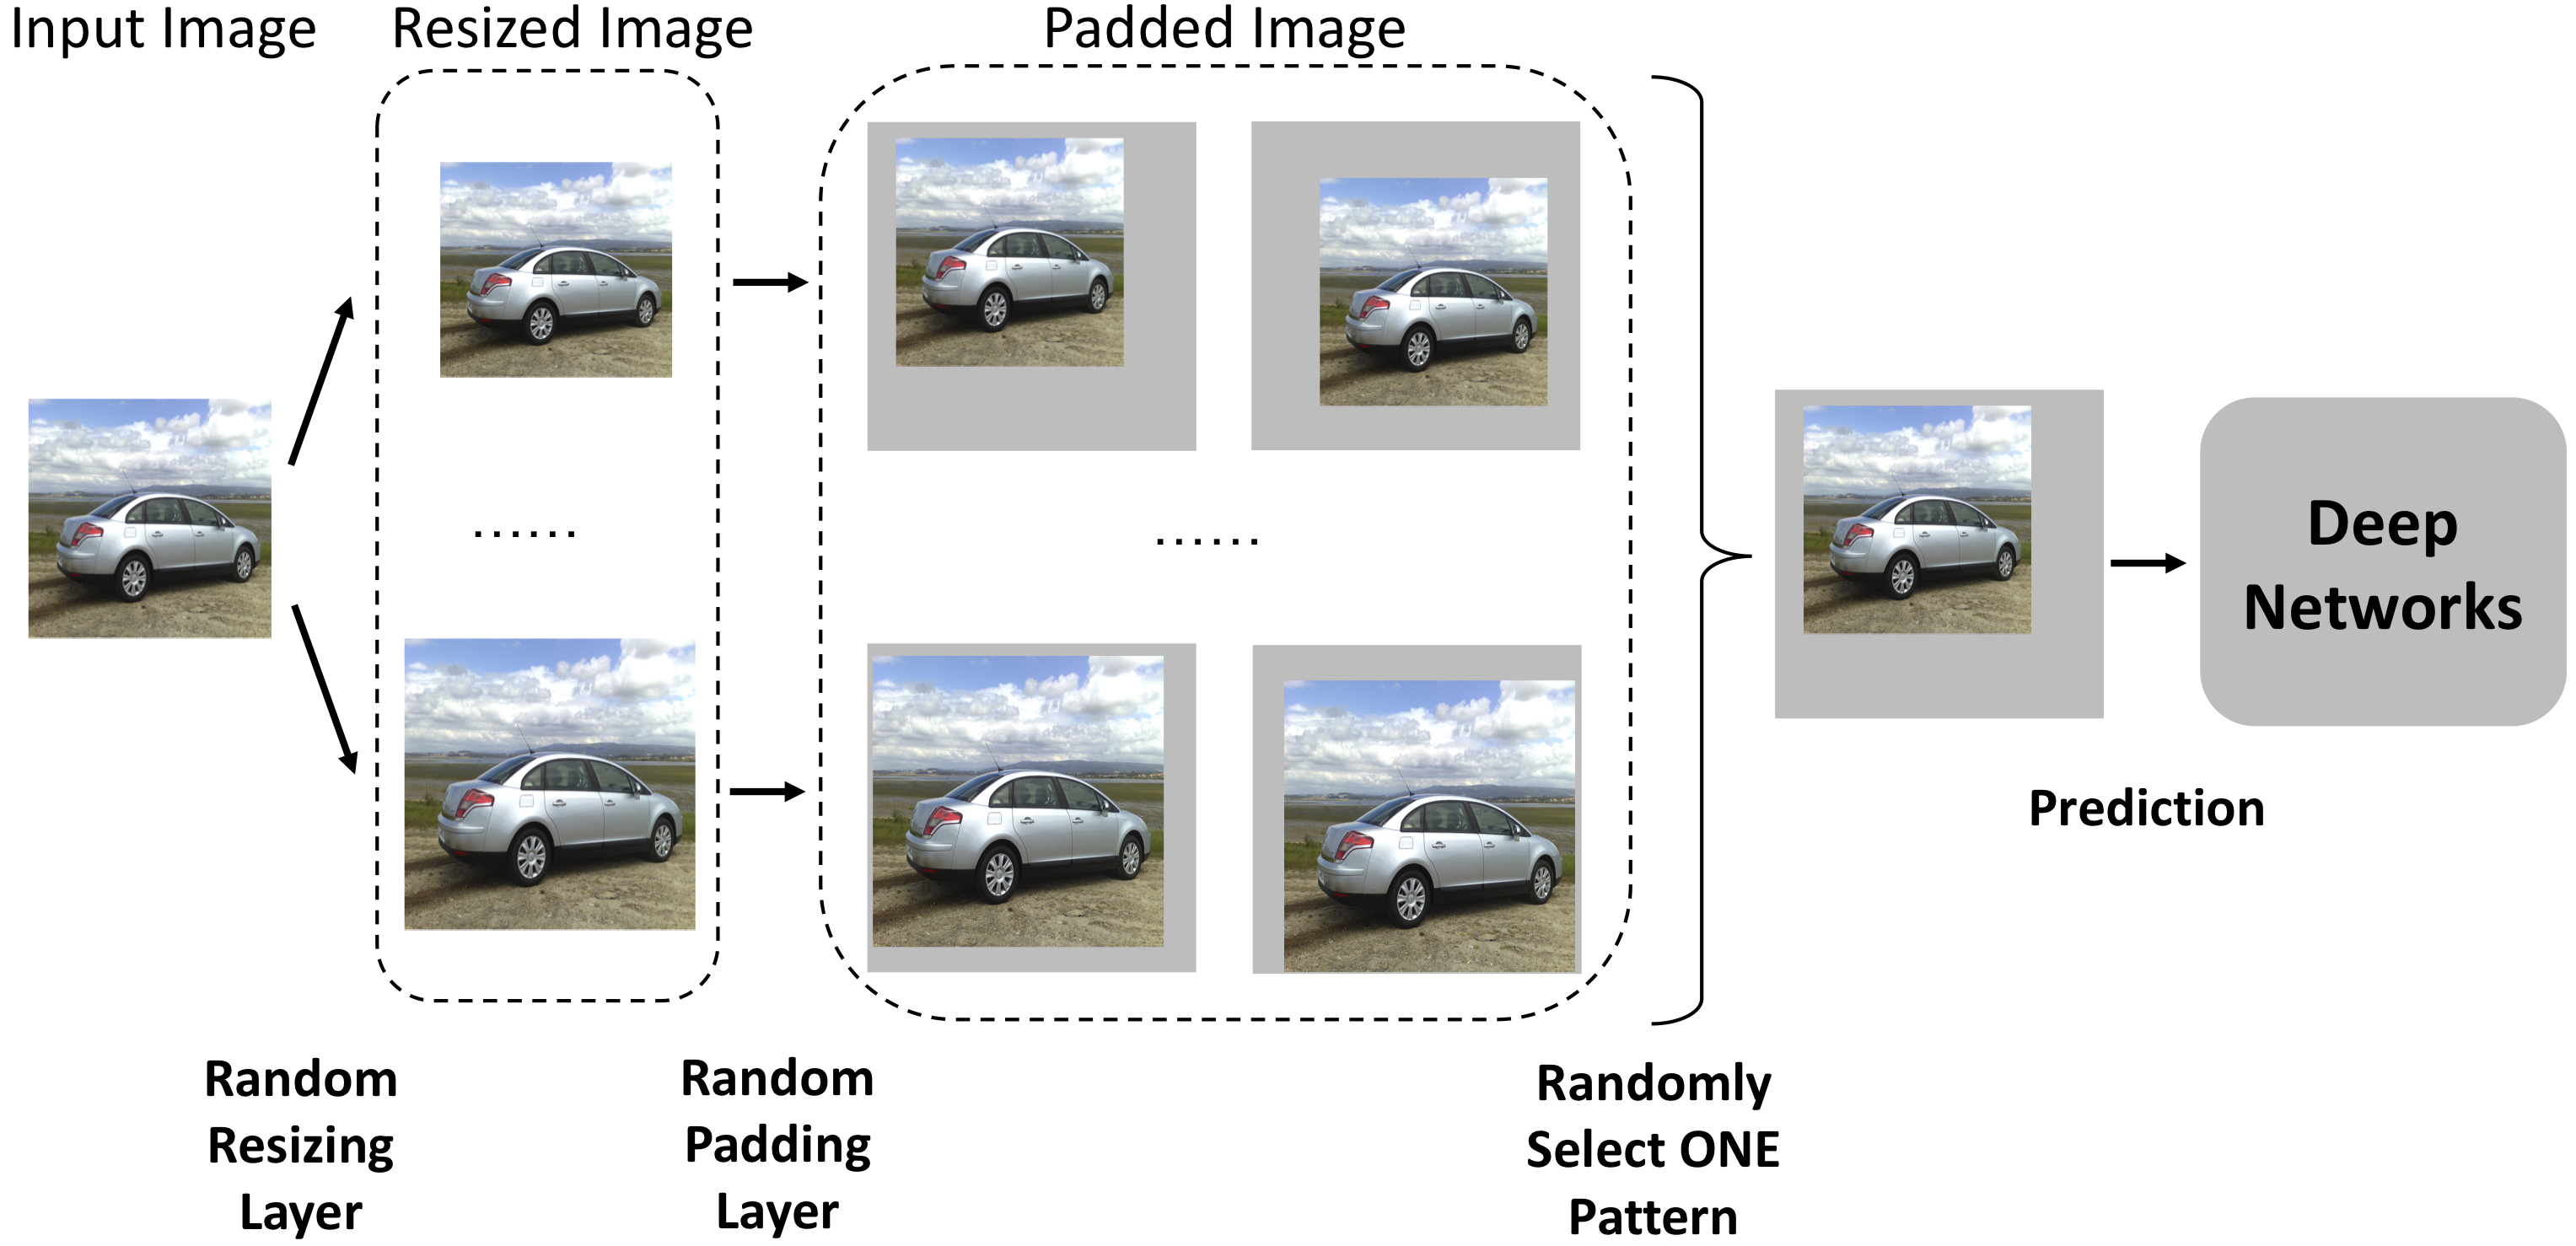 Input Image
Resized Image
Padded Image
......
......
Deep
Networks
Prediction
Random
Resizing
Layer
Random
Padding
Layer
Randomly
Select ONE
Pattern